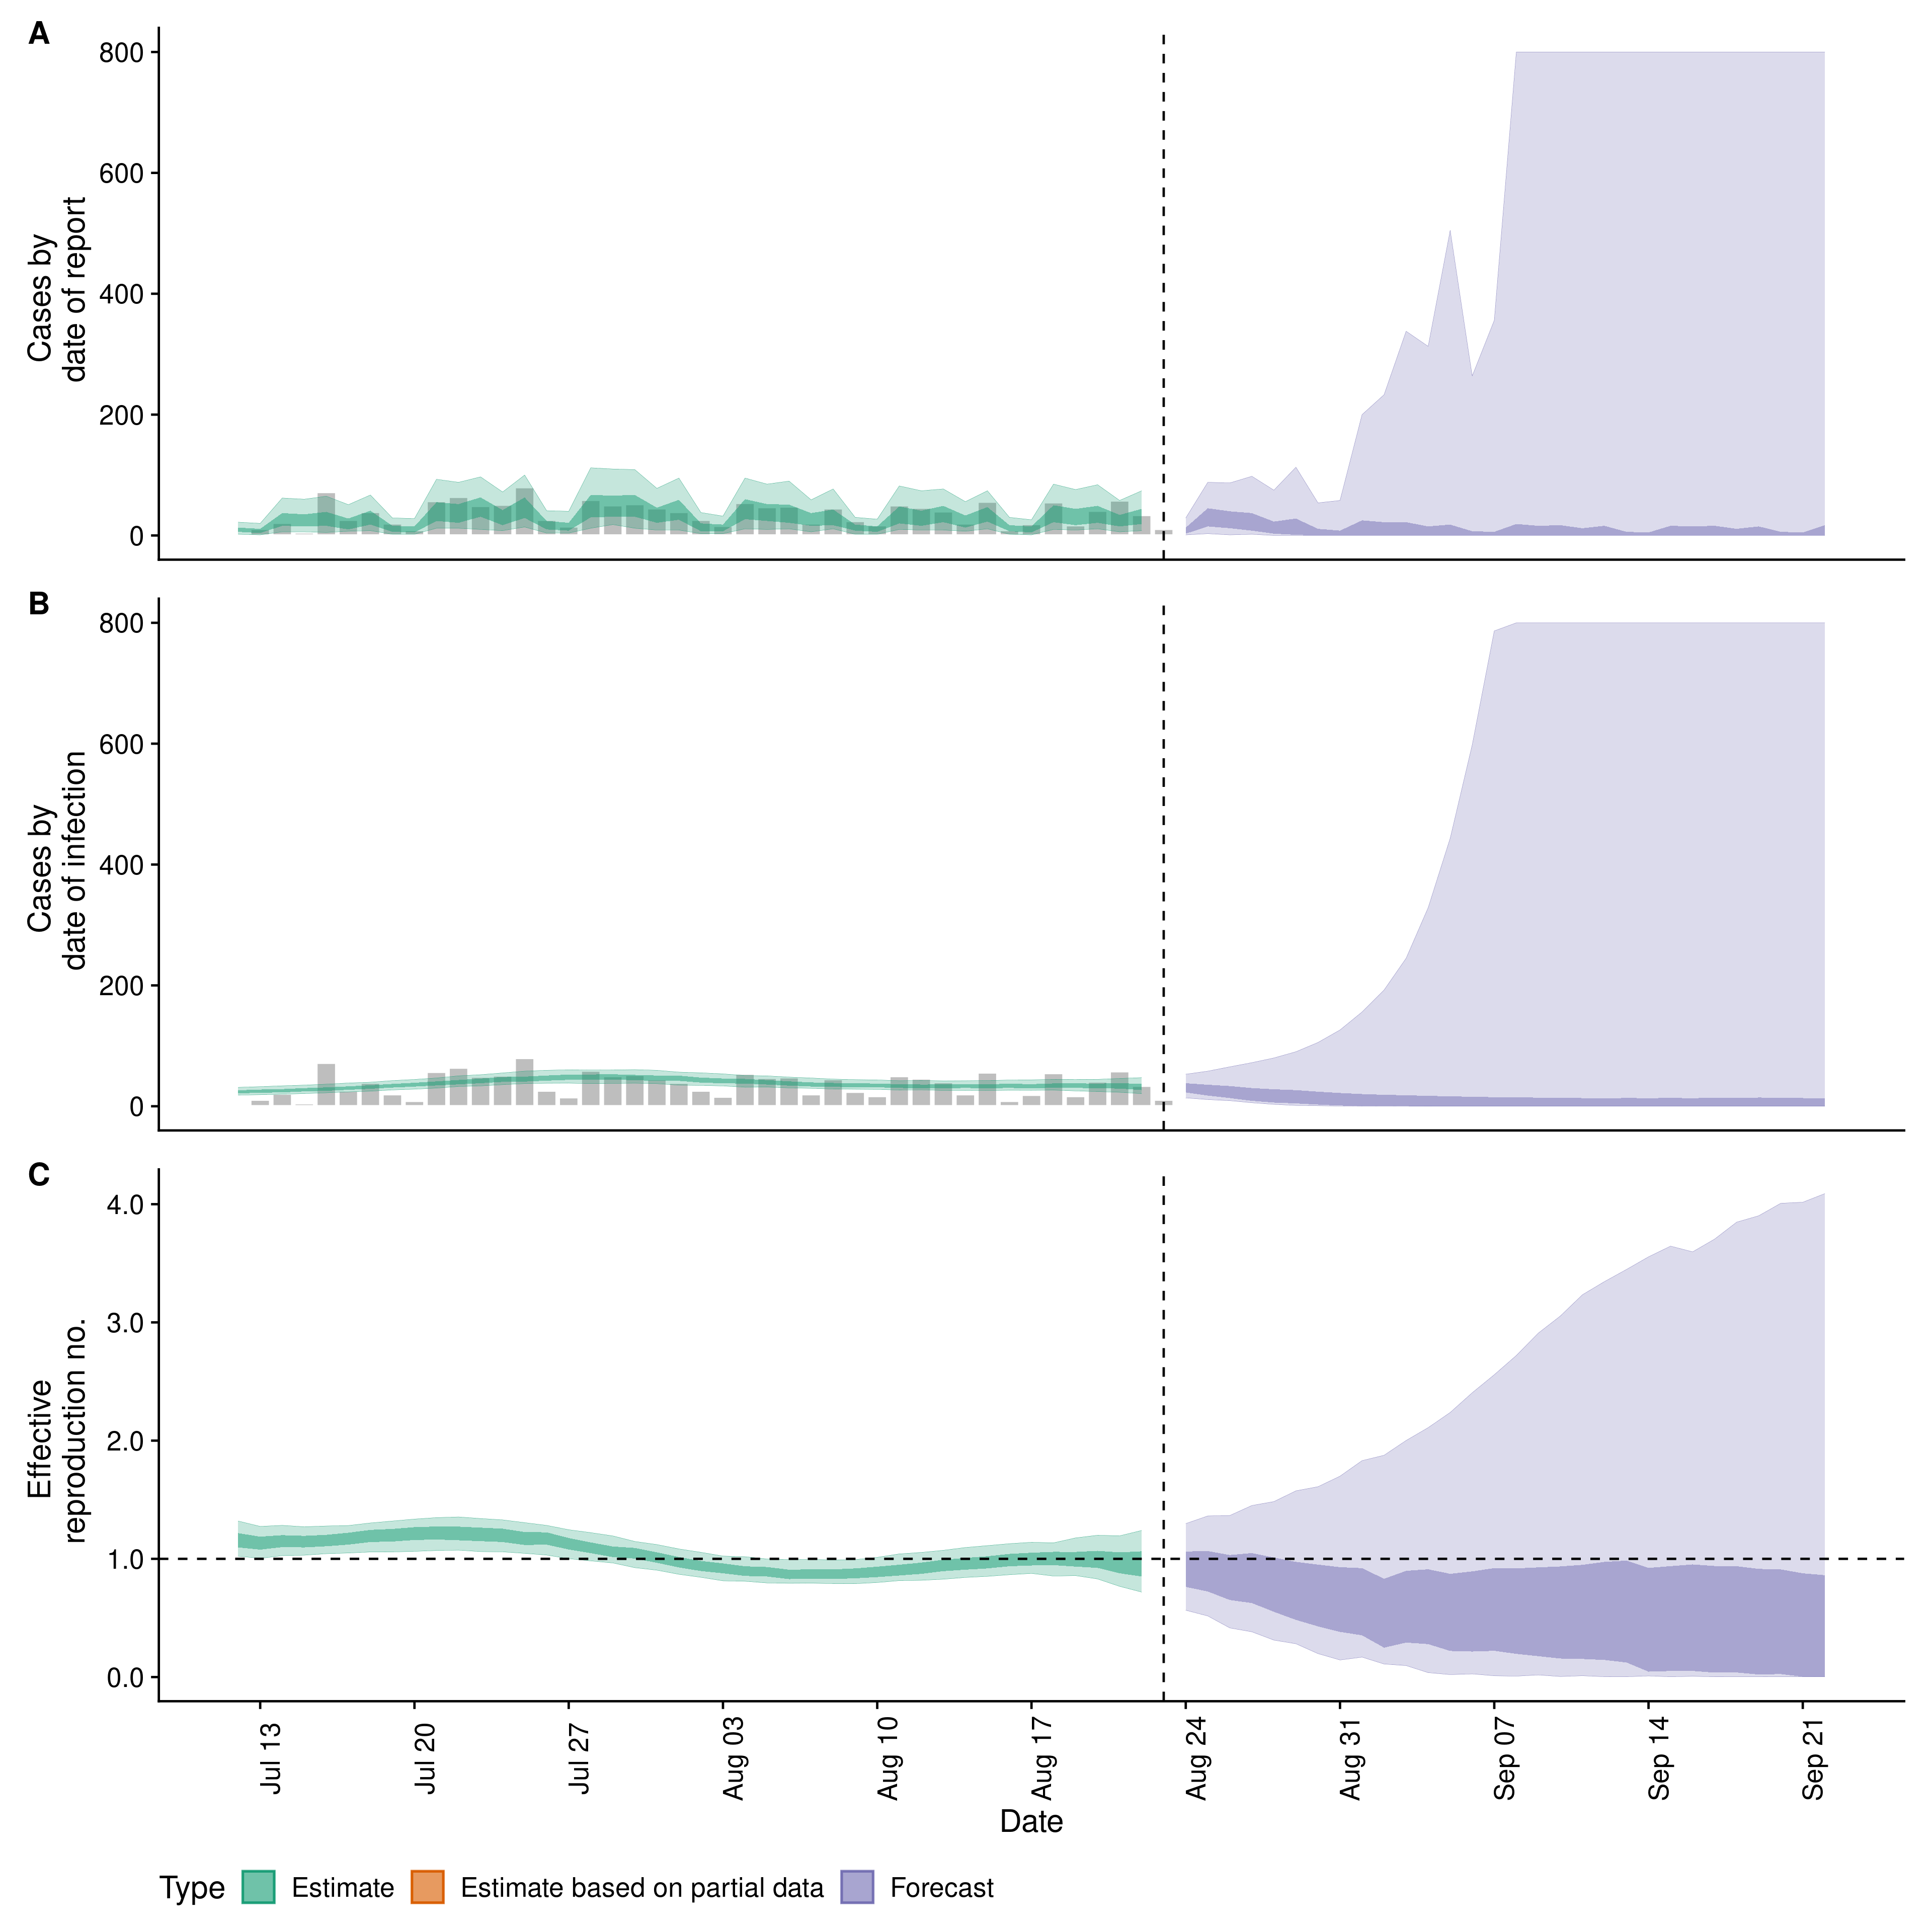 A
800
600
400
200
0
Cases by
date of report
B
800
600
400
200
0
Cases by
date of infection
C
4.0
3.0
2.0
1.0
0.0
Effective
reproduction no.
Jul 13
Jul 20
Jul 27
Aug 03
Aug 10
Aug 17
Aug 24
Aug 31
Sep 07
Sep 14
Sep 21
Date
Type Estimate Estimate based on partial data Forecast